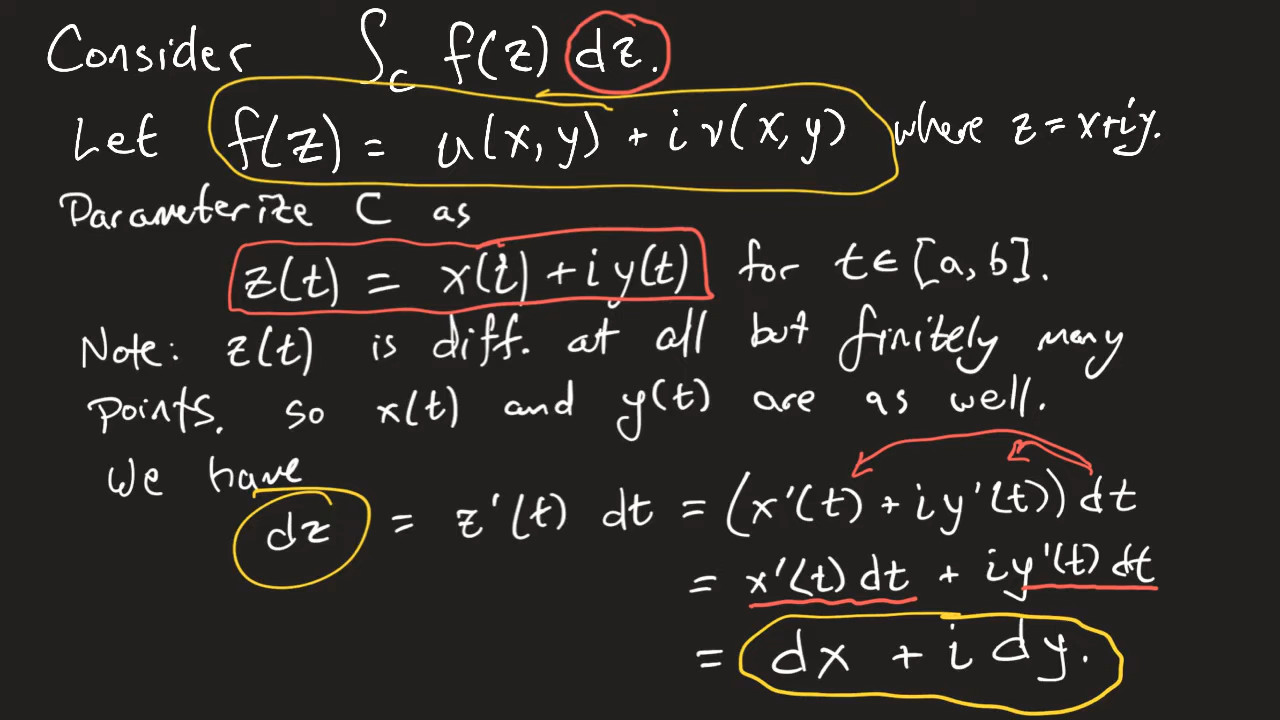 Consider ∫_C f(z) dz.
Let f(z) = u(x,y) + i v(x,y) where z = x+iy.
Parameterize C as
z(t) = x(t) + i y(t) for t ∈ [a,b].
Note: z(t) is diff. at all but finitely many
points. so x(t) and y(t) are as well.
We have
dz = z'(t) dt = (x'(t) + i y'(t)) dt
= x'(t) dt + i y'(t) dt
= dx + i dy.